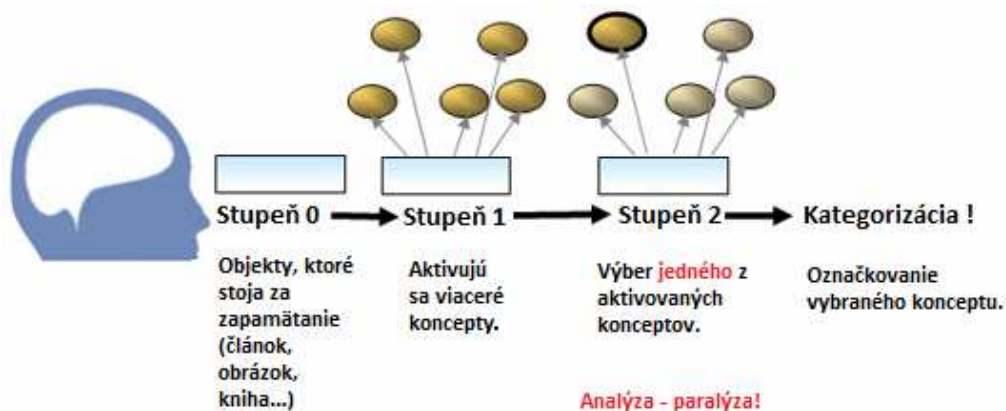 Stupeň 0
Stupeň 1
Stupeň 2
Kategorizácia !
Objekty, ktoré
stoja za
zapamätanie
(článok,
obrázok,
kniha...)
Aktivujú
sa viaceré
koncepty.
Výber jedného z
aktivovaných
konceptov.
Analýza - paralýza!
Označkovanie
vybraného konceptu.